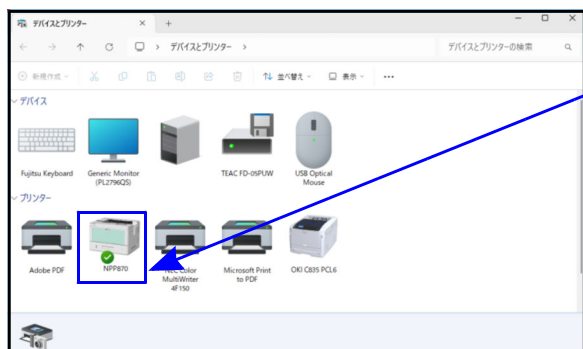 デバイスとプリンター
デバイスとプリンター
デバイスとプリンターの検索
新規作成
並べ替え
表示
デバイス
Fujitsu Keyboard
Generic Monitor
(PL2796QS)
TEAC FD-05PUW
USB Optical
Mouse
プリンター
Adobe PDF
NPP870
NEC Color
MultiWriter
4F150
Microsoft Print
to PDF
OKI C835 PCL6